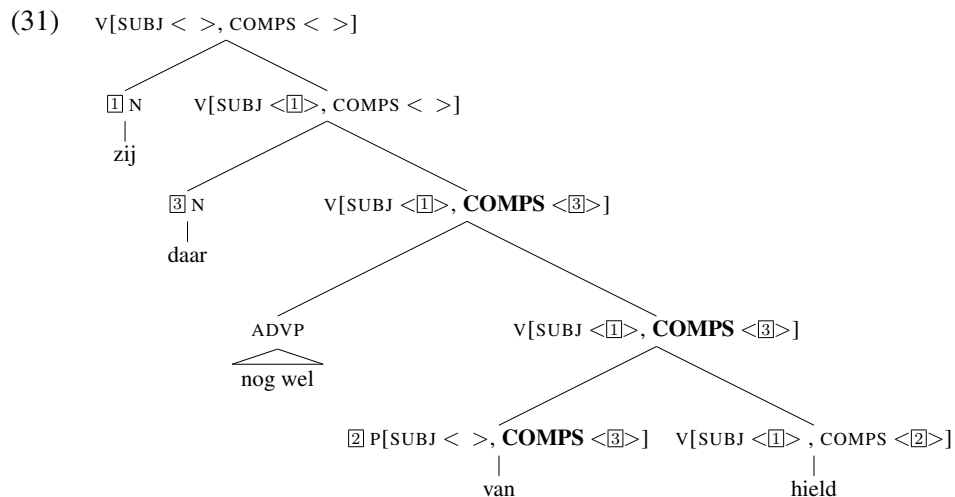 (31) V[SUBJ < >, COMPS < >]
1 N V[SUBJ <1>, COMPS < >]
zij
3 N V[SUBJ <1>, COMPS <3>]
daar
ADVP V[SUBJ <1>, COMPS <3>]
nog wel
2 P[SUBJ < >, COMPS <3>] V[SUBJ <1> , COMPS <2>]
van hield